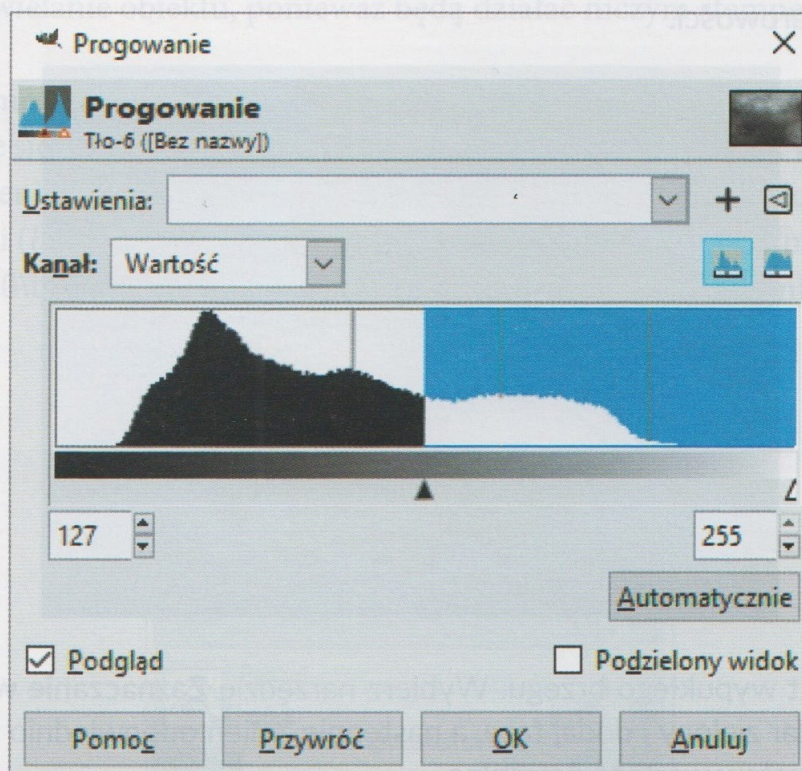 Progowanie
Progowanie
Tło-6 ([Bez nazwy])
Ustawienia:
Kanał: Wartość
127 255
Automatycznie
Podgląd Podzielony widok
Pomoc Przywróć OK Anuluj